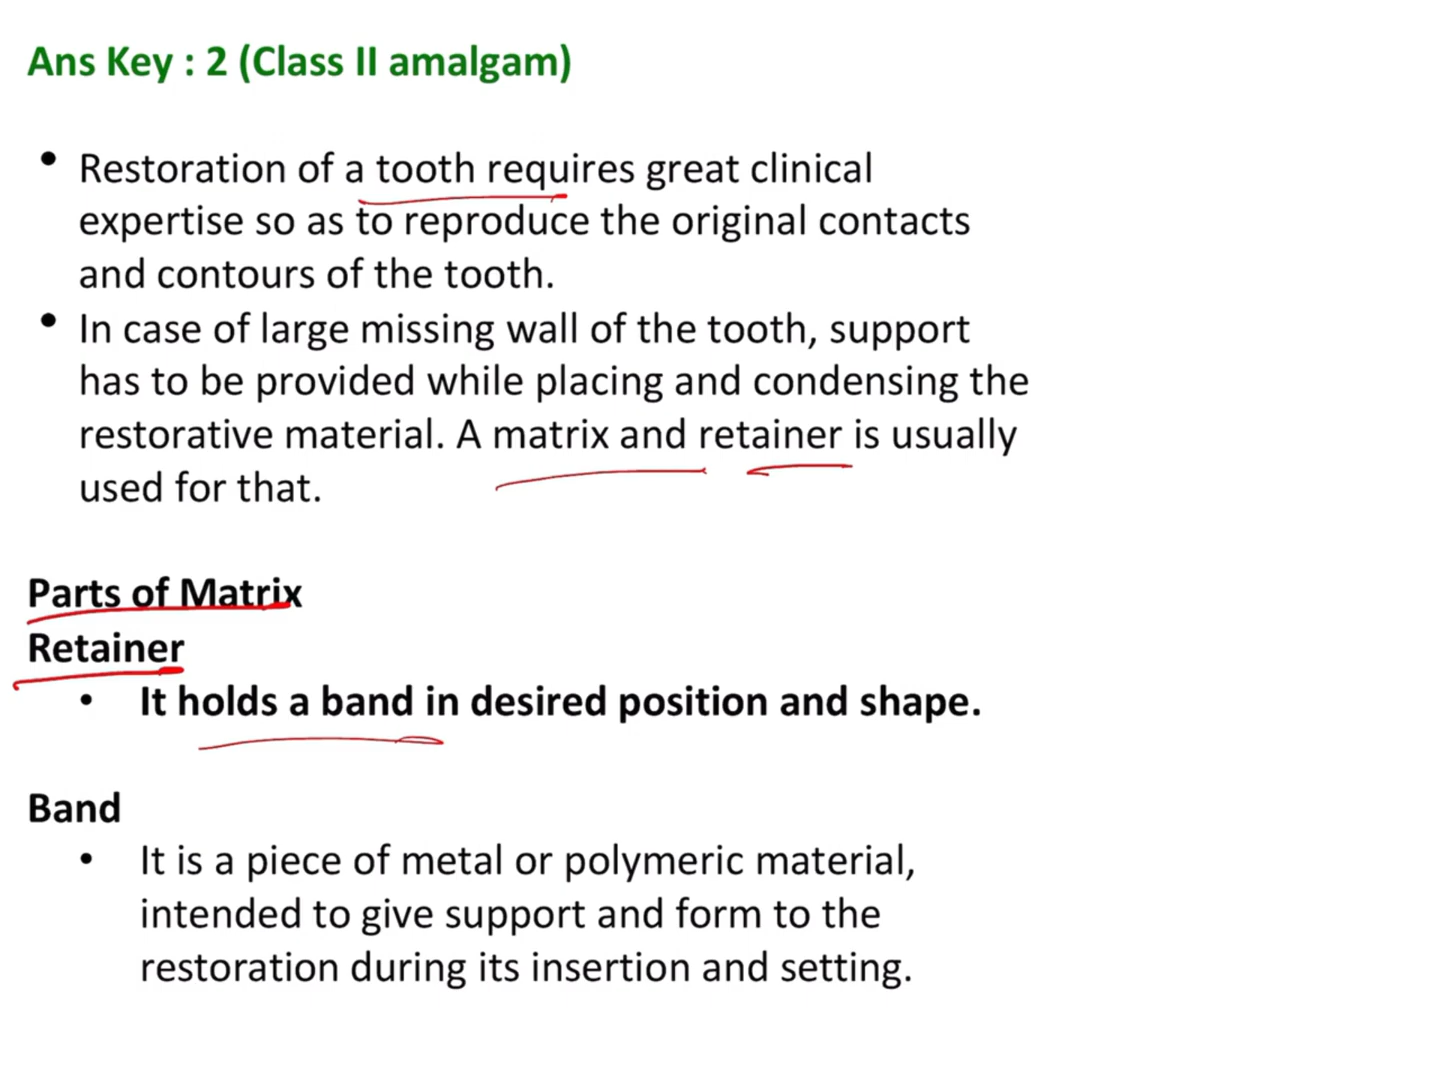 Ans Key : 2 (Class II amalgam)
• Restoration of a tooth requires great clinical
expertise so as to reproduce the original contacts
and contours of the tooth.
• In case of large missing wall of the tooth, support
has to be provided while placing and condensing the
restorative material. A matrix and retainer is usually
used for that.
Parts of Matrix
Retainer
• It holds a band in desired position and shape.
Band
• It is a piece of metal or polymeric material,
intended to give support and form to the
restoration during its insertion and setting.